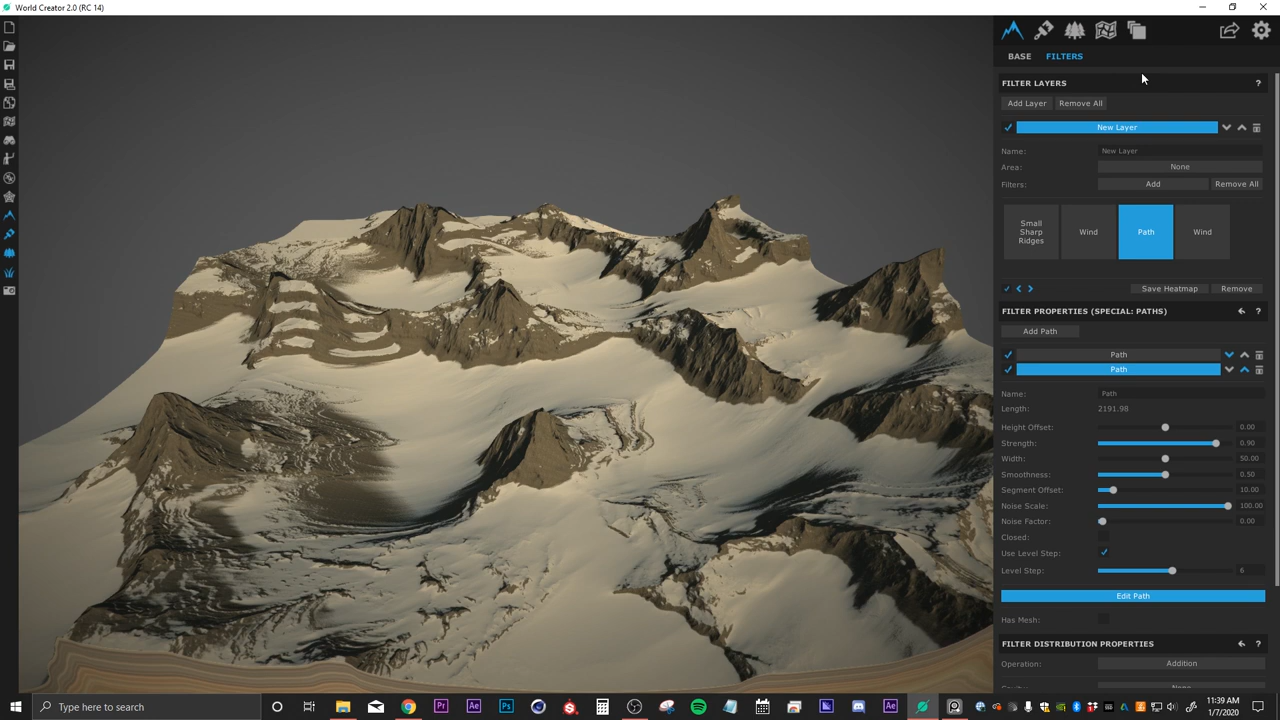 World Creator 2.0 (RC 14)
BASE
FILTERS
FILTER LAYERS
?
Add Layer
Remove All
New Layer
Name:
New Layer
Area:
None
Filters:
Add
Remove All
Small
Sharp
Ridges
Wind
Path
Wind
Save Heatmap
Remove
FILTER PROPERTIES (SPECIAL: PATHS)
?
Add Path
Path
Path
Name:
Path
Length:
2191.98
Height Offset:
0.00
Strength:
0.90
Width:
50.00
Smoothness:
0.50
Segment Offset:
10.00
Noise Scale:
100.00
Noise Factor:
0.00
Closed:
Use Level Step:
Level Step:
6
Edit Path
Has Mesh:
FILTER DISTRIBUTION PROPERTIES
?
Operation:
Addition
Type here to search
Pr
Ae
Ps
Ae
11:39 AM
1/7/2020